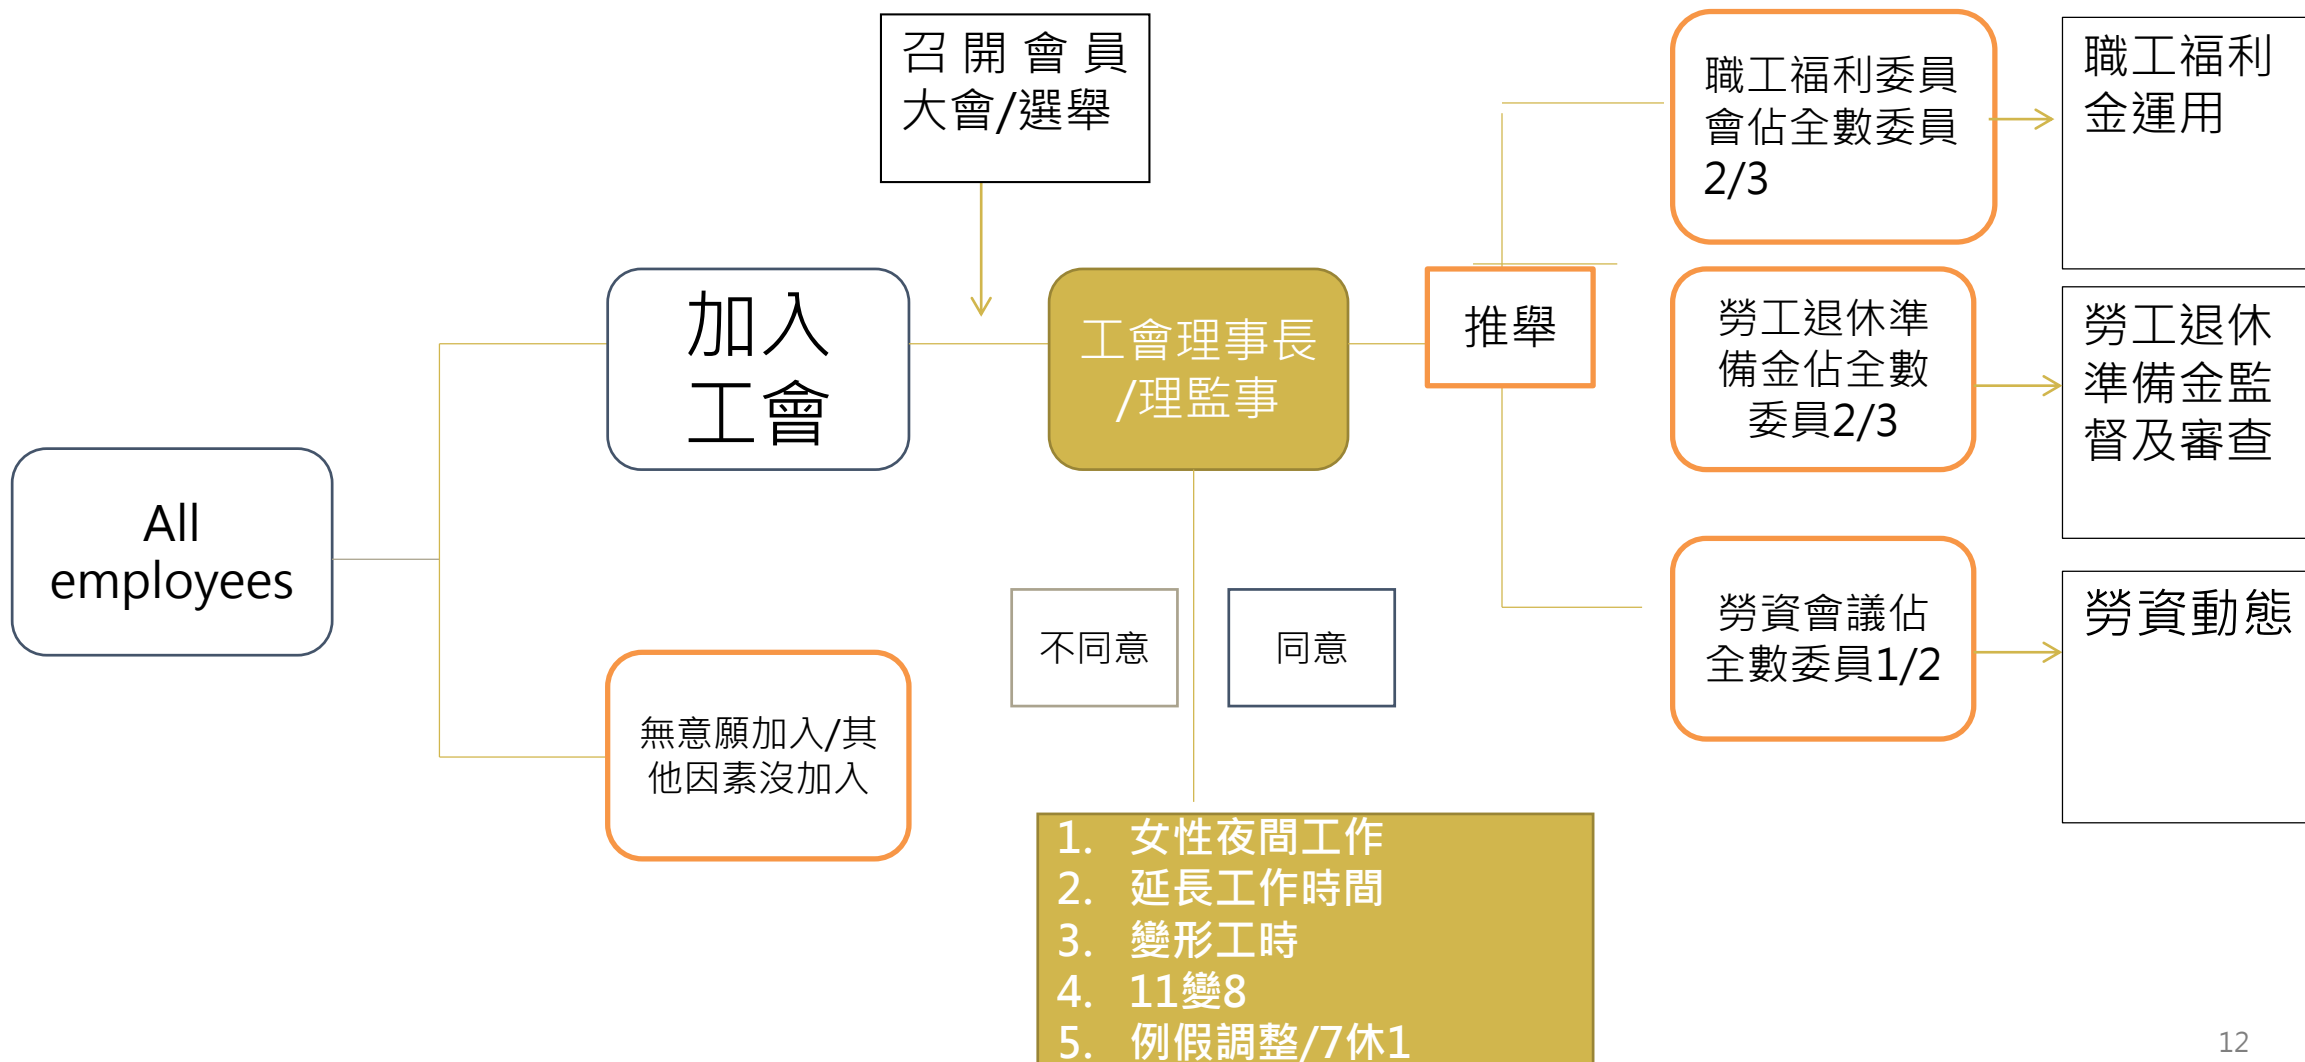 召開會員
大會/選舉
職工福利委員
會佔全數委員
2/3
職工福利
金運用
加入
工會
工會理事長
/理監事
推舉
勞工退休準
備金佔全數
委員2/3
勞工退休
準備金監
督及審查
All
employees
不同意
同意
勞資會議佔
全數委員1/2
勞資動態
無意願加入/其
他因素沒加入
1. 女性夜間工作
2. 延長工作時間
3. 變形工時
4. 11變8
5. 例假調整/7休1
12